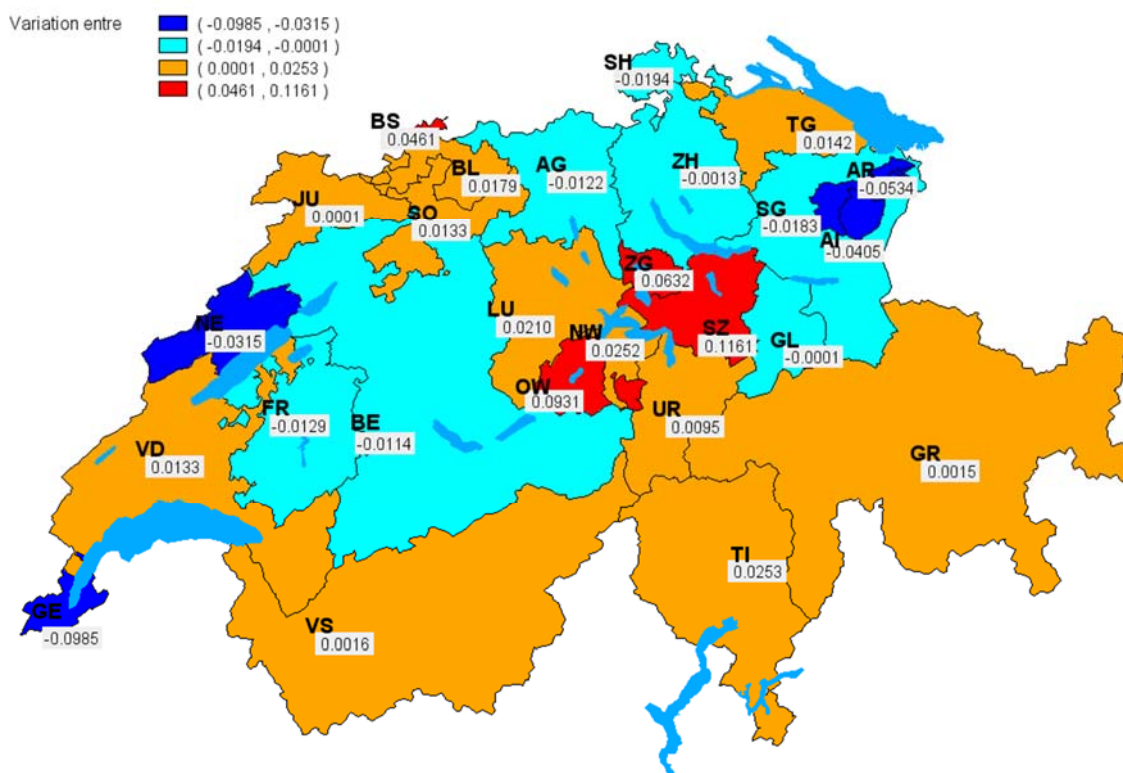 Variation entre
( -0.0985 , -0.0315 )
( -0.0194 , -0.0001 )
( 0.0001 , 0.0253 )
( 0.0461 , 0.1161 )
SH
-0.0194
BS
0.0461
TG
0.0142
BL
0.0179
AG
-0.0122
ZH
-0.0013
AR
-0.0534
JU
0.0001
SO
0.0133
SG
-0.0183
AI
-0.0405
ZG
0.0632
NE
-0.0315
LU
0.0210
NW
0.0252
SZ
0.1161
GL
-0.0001
OW
0.0931
FR
-0.0129
BE
-0.0114
UR
0.0095
VD
0.0133
GR
0.0015
TI
0.0253
GE
-0.0985
VS
0.0016